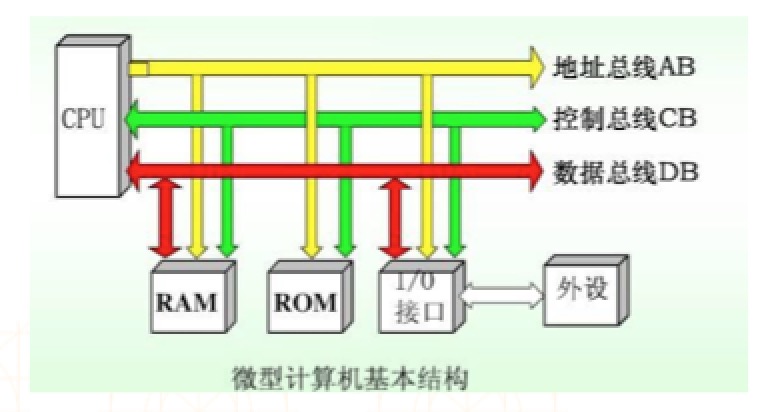 地址总线AB
CPU
控制总线CB
数据总线DB
RAM
ROM
I/O
接口
外设
微型计算机基本结构